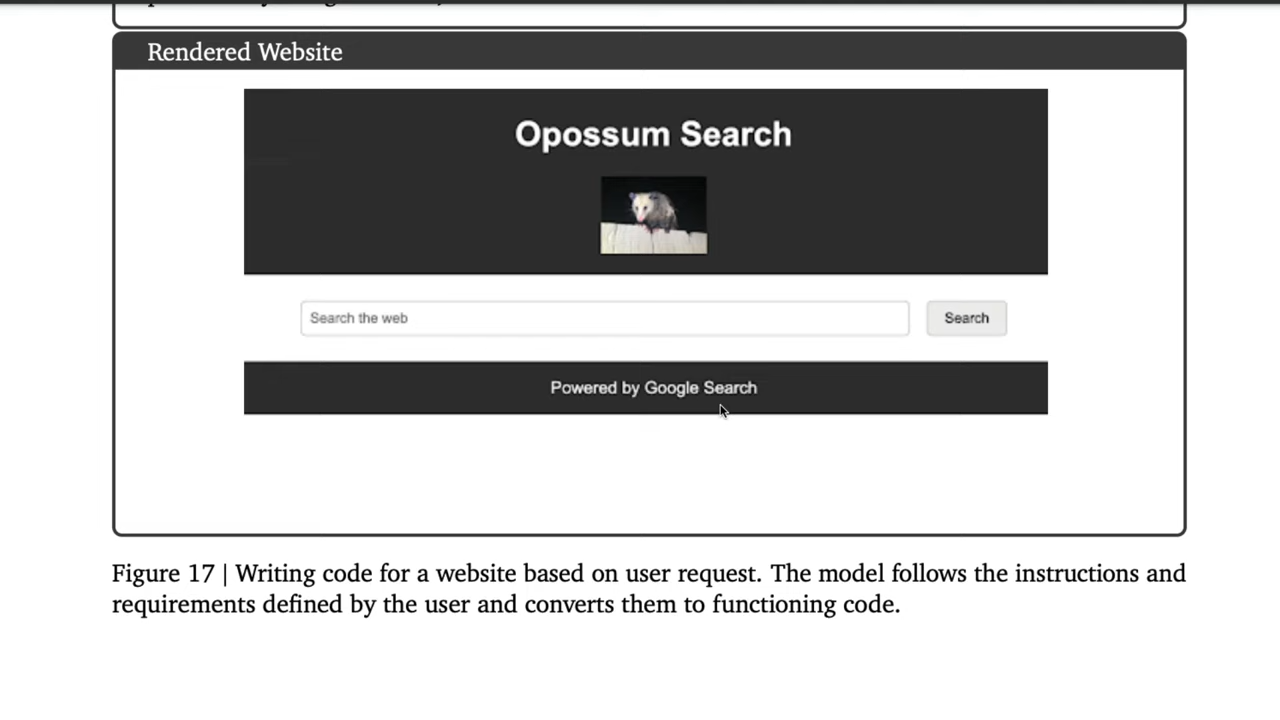 Rendered Website
Opossum Search
Search the web
Search
Powered by Google Search
Figure 17 | Writing code for a website based on user request. The model follows the instructions and
requirements defined by the user and converts them to functioning code.